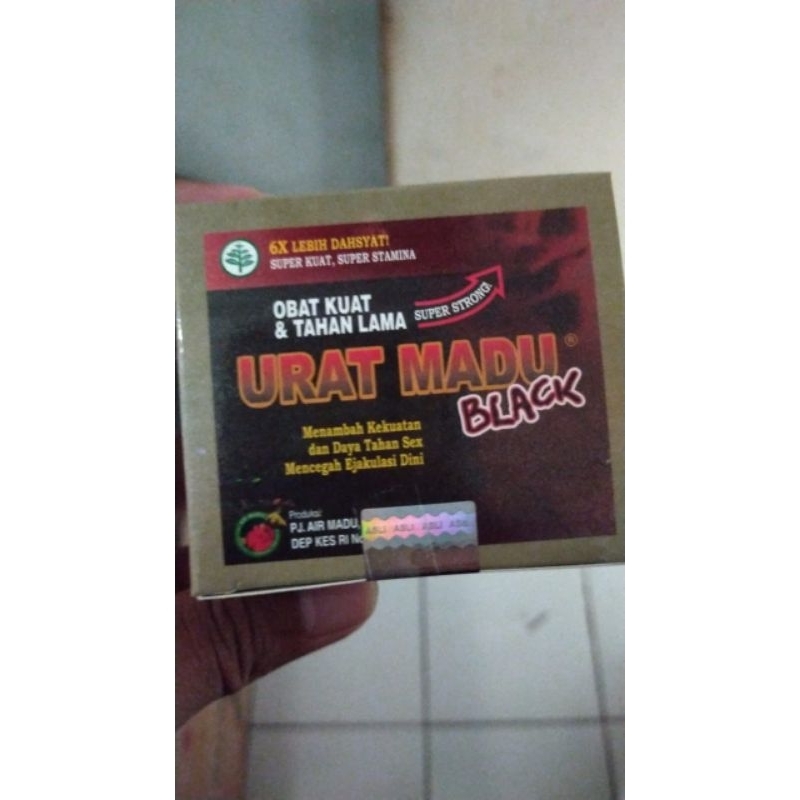 6X LEBIH DAHSYAT!
SUPER KUAT, SUPER STAMINA
OBAT KUAT
& TAHAN LAMA
SUPER STRONG!
URAT MADU ®
BLACK
Menambah Kekuatan
dan Daya Tahan Sex
Mencegah Ejakulasi Dini
Produksi:
PJ. AIR MADU,
DEP KES RI No
ASLI ASLI ASLI ASLI